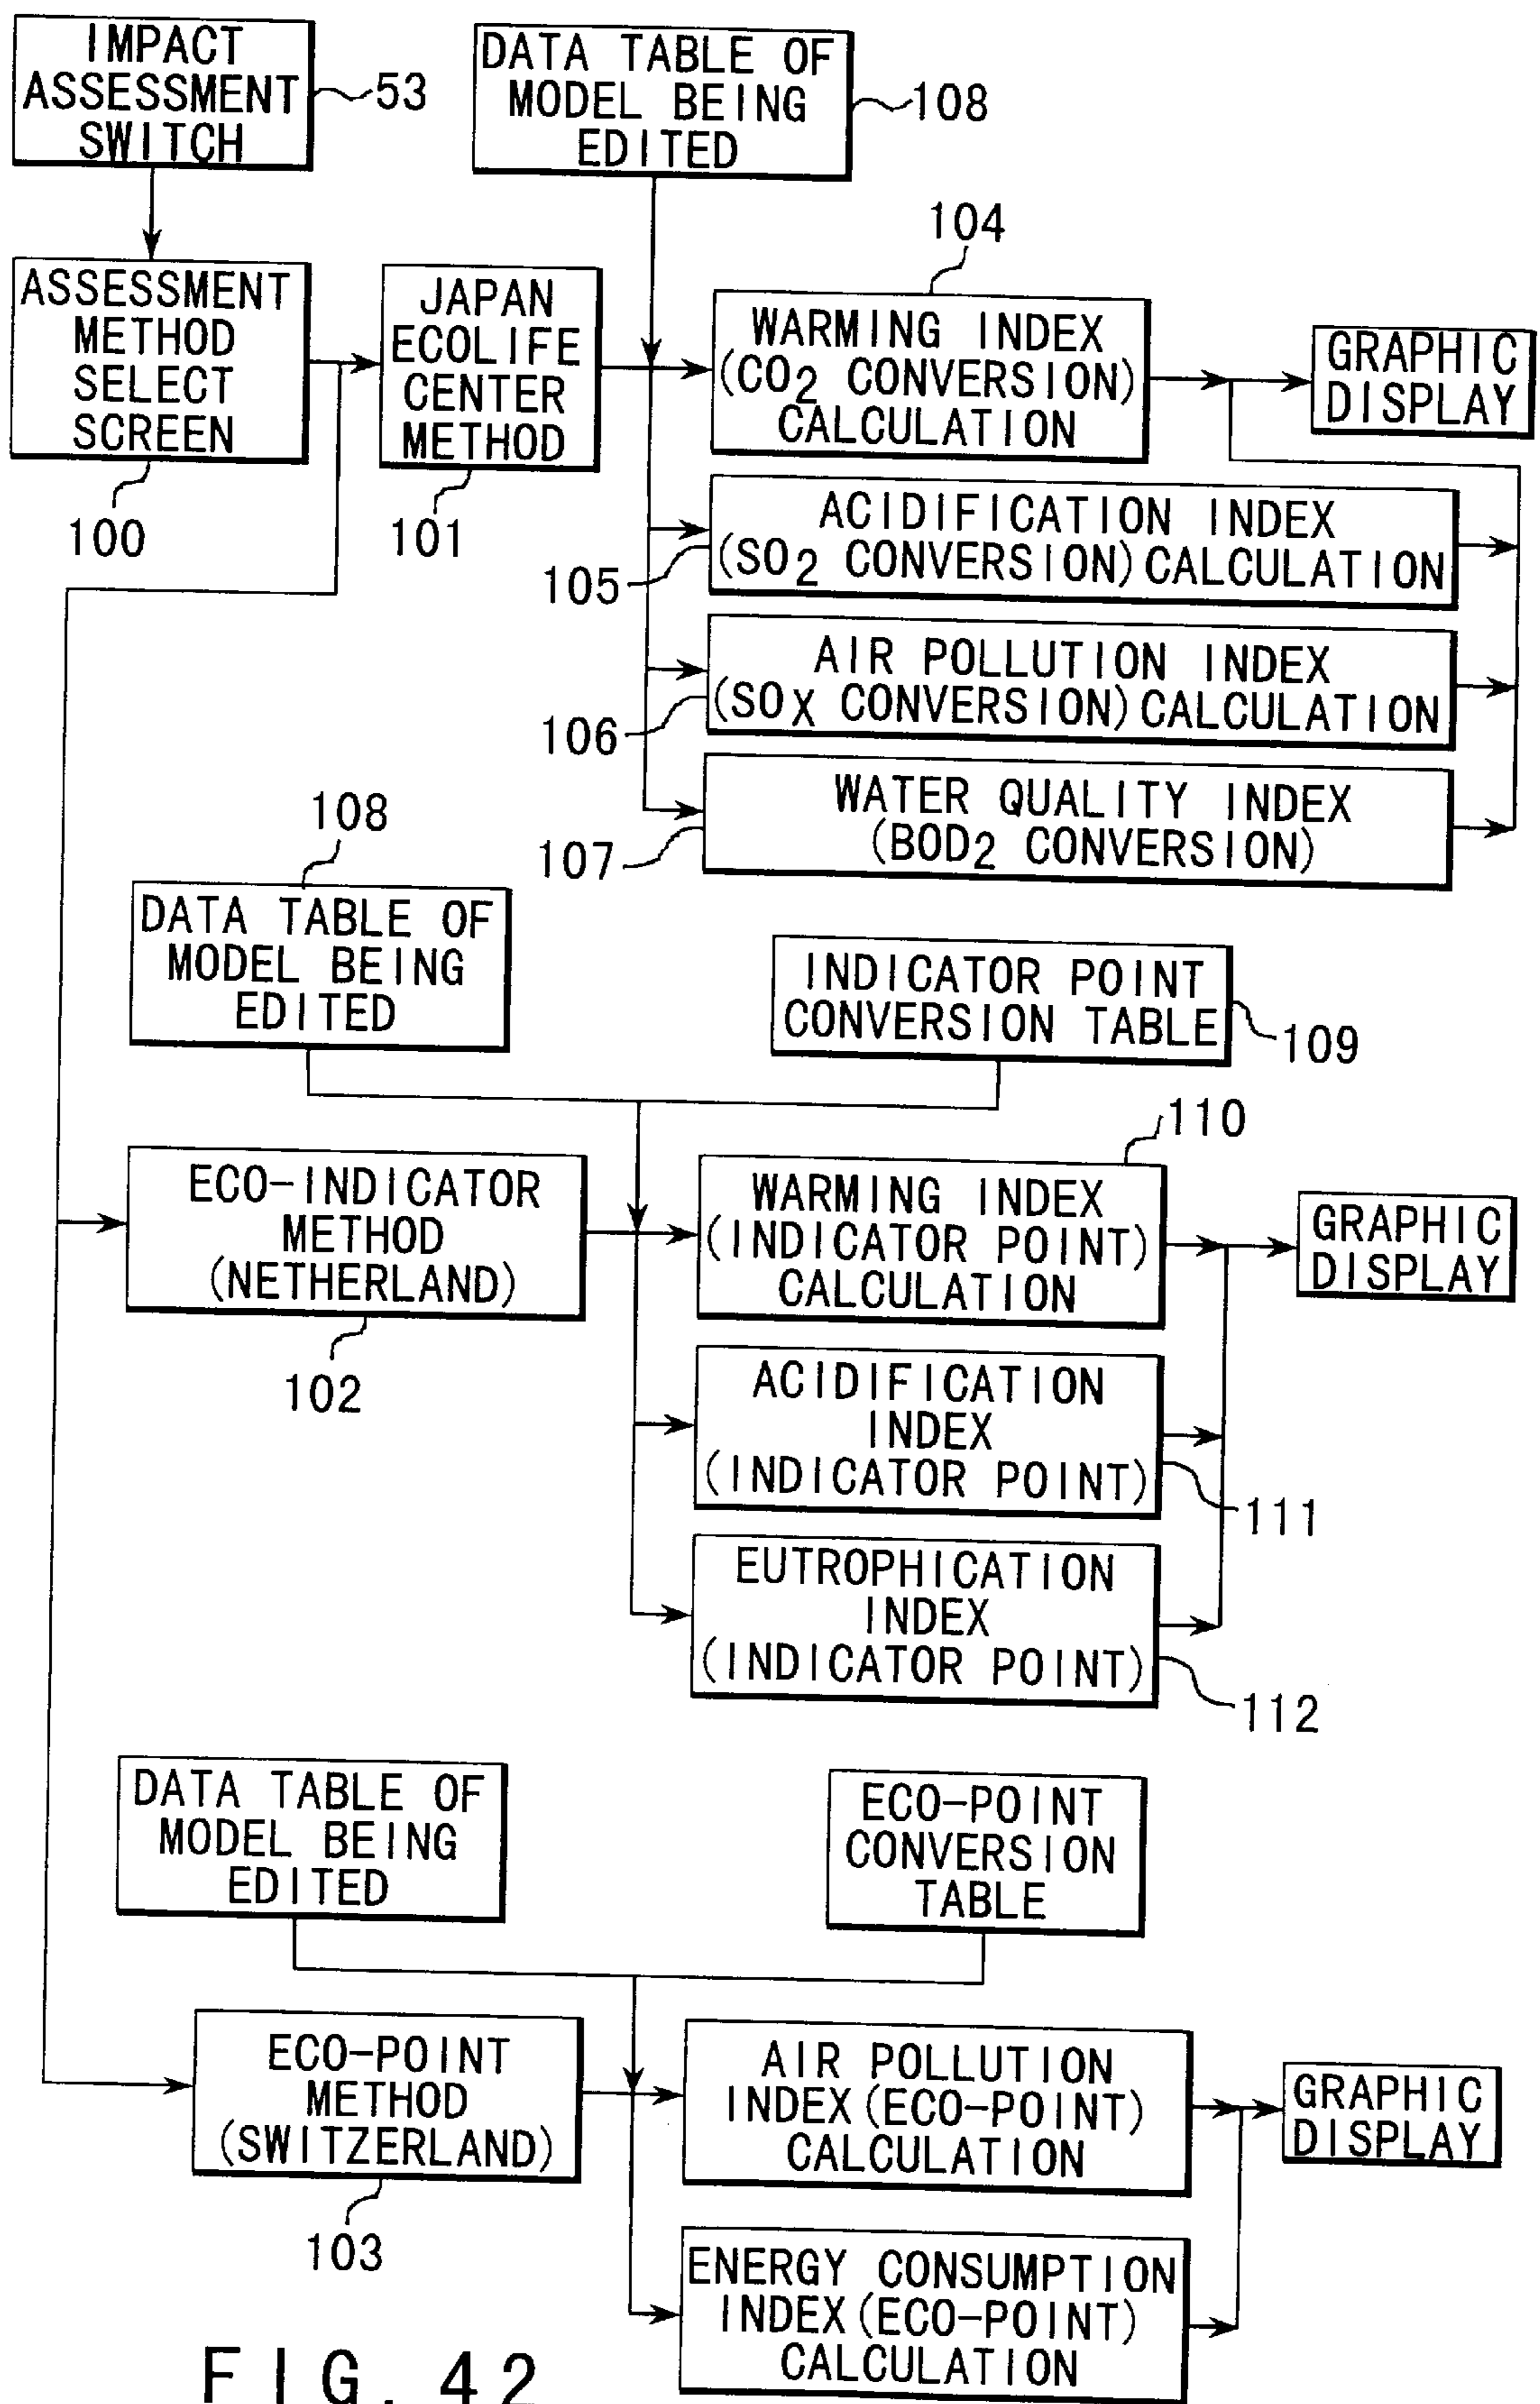 IMPACT
ASSESSMENT
SWITCH
53
DATA TABLE OF
MODEL BEING
EDITED
108
ASSESSMENT
METHOD
SELECT
SCREEN
100
JAPAN
ECOLIFE
CENTER
METHOD
101
104
WARMING INDEX
(CO2 CONVERSION)
CALCULATION
GRAPHIC
DISPLAY
ACIDIFICATION INDEX
(SO2 CONVERSION) CALCULATION
105
AIR POLLUTION INDEX
(SOX CONVERSION) CALCULATION
106
WATER QUALITY INDEX
(BOD2 CONVERSION)
107
108
DATA TABLE OF
MODEL BEING
EDITED
INDICATOR POINT
CONVERSION TABLE
109
ECO-INDICATOR
METHOD
(NETHERLAND)
102
110
WARMING INDEX
(INDICATOR POINT)
CALCULATION
GRAPHIC
DISPLAY
ACIDIFICATION
INDEX
(INDICATOR POINT)
111
EUTROPHICATION
INDEX
(INDICATOR POINT)
112
DATA TABLE OF
MODEL BEING
EDITED
ECO-POINT
CONVERSION
TABLE
ECO-POINT
METHOD
(SWITZERLAND)
103
AIR POLLUTION
INDEX (ECO-POINT)
CALCULATION
GRAPHIC
DISPLAY
ENERGY CONSUMPTION
INDEX (ECO-POINT)
CALCULATION
FIG. 42